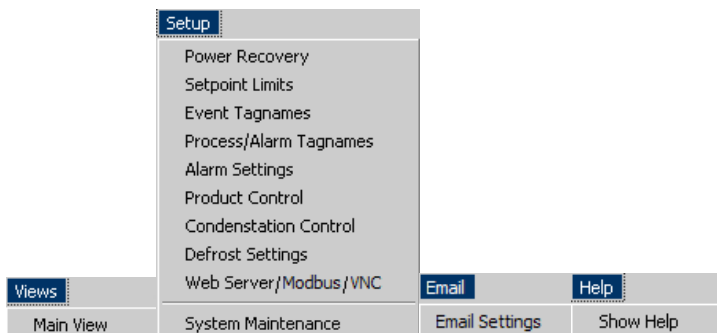 Setup
Power Recovery
Setpoint Limits
Event Tagnames
Process/Alarm Tagnames
Alarm Settings
Product Control
Condenstation Control
Defrost Settings
Web Server/Modbus/VNC
System Maintenance
Views
Main View
Email
Email Settings
Help
Show Help